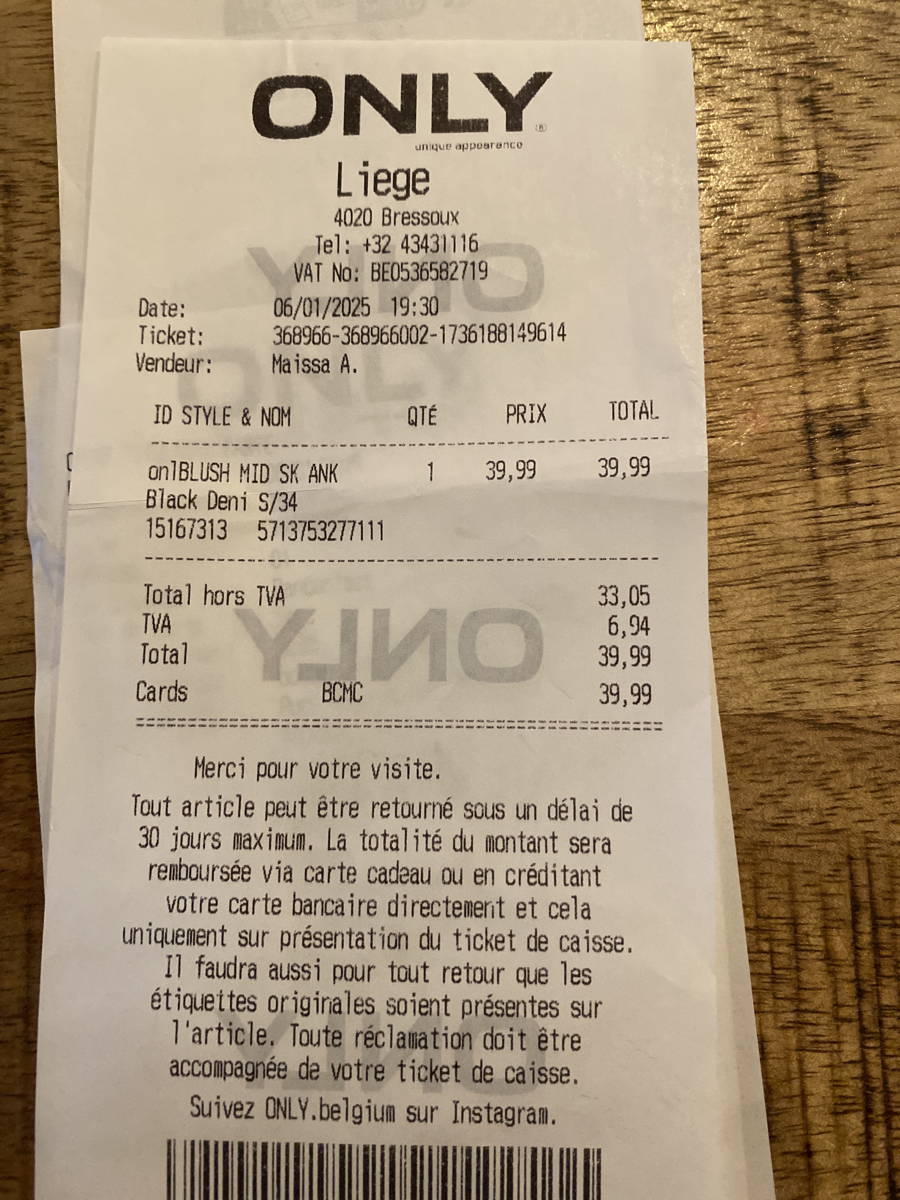 ONLY
unique appearance
Liege
4020 Bressoux
Tel: +32 43431116
VAT No: BE0536582719
Date: 06/01/2025 19:30
Ticket: 368966-368966002-1736188149614
Vendeur: Maissa A.
ID STYLE & NOM QTÉ PRIX TOTAL
onlBLUSH MID SK ANK 1 39,99 39,99
Black Deni S/34
15167313 5713753277111
Total hors TVA 33,05
TVA 6,94
Total 39,99
Cards BCMC 39,99
Merci pour votre visite.
Tout article peut être retourné sous un délai de
30 jours maximum. La totalité du montant sera
remboursée via carte cadeau ou en créditant
votre carte bancaire directement et cela
uniquement sur présentation du ticket de caisse.
Il faudra aussi pour tout retour que les
étiquettes originales soient présentes sur
l'article. Toute réclamation doit être
accompagnée de votre ticket de caisse.
Suivez ONLY.belgium sur Instagram.